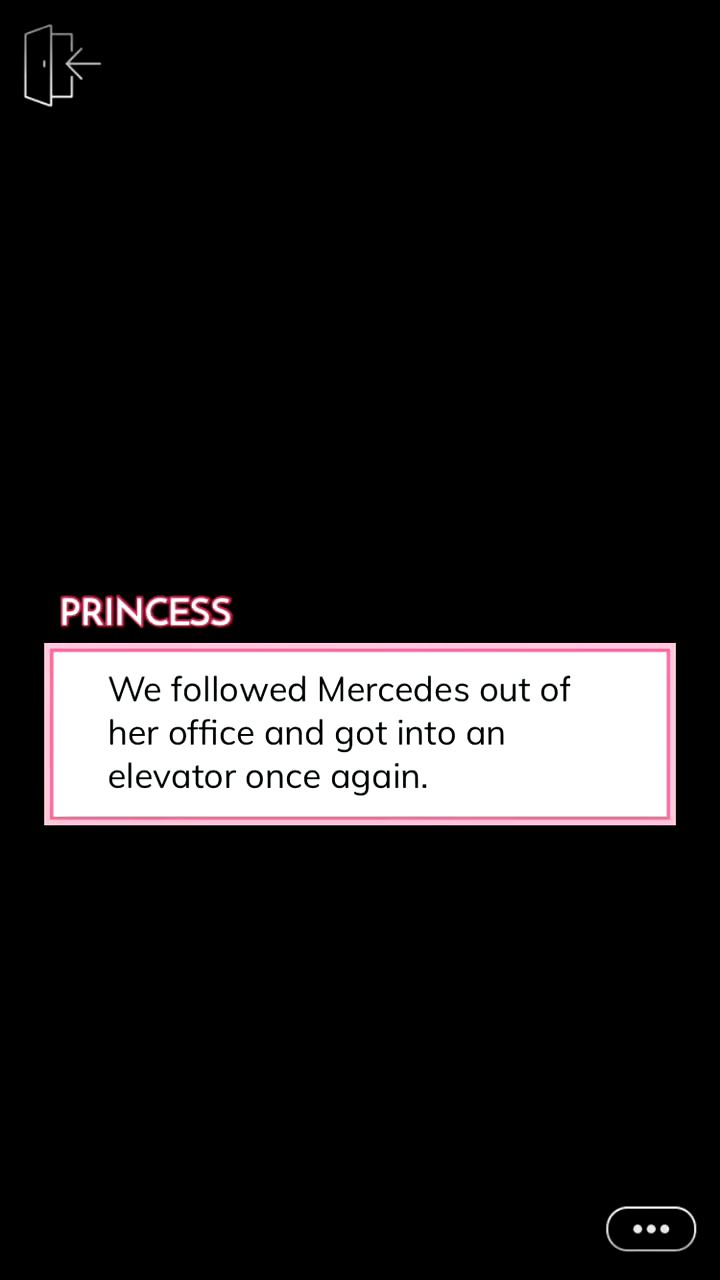 PRINCESS
We followed Mercedes out of
her office and got into an
elevator once again.